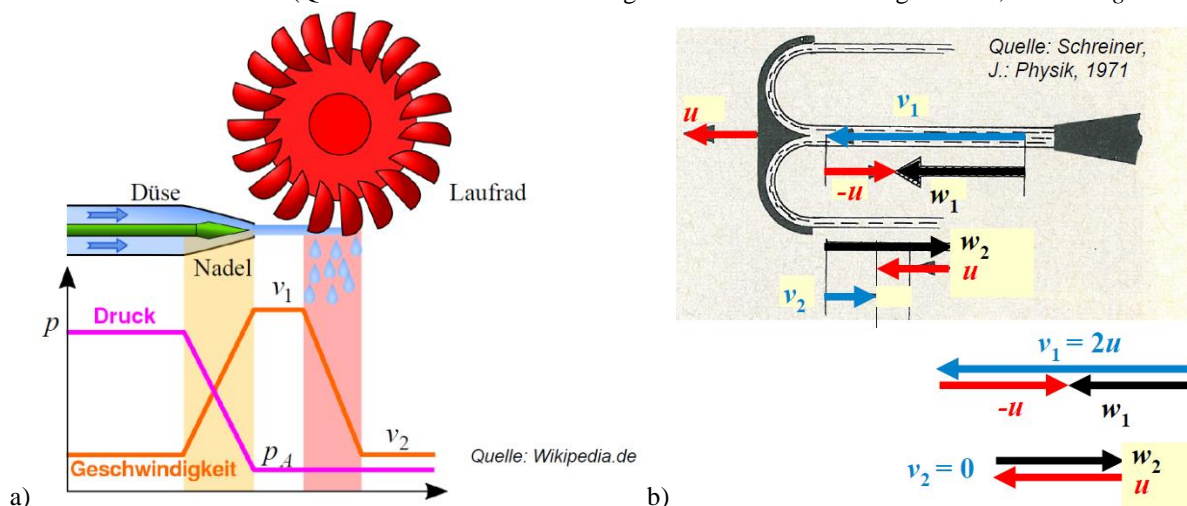 Düse
Laufrad
Nadel
v₁
p
Druck
v₂
Geschwindigkeit
p_A
Quelle: Wikipedia.de
a)
Quelle: Schreiner,
J.: Physik, 1971
u
v₁
-u
w₁
w₂
u
v₂
v₁ = 2u
-u
w₁
v₂ = 0
w₂
u
b)